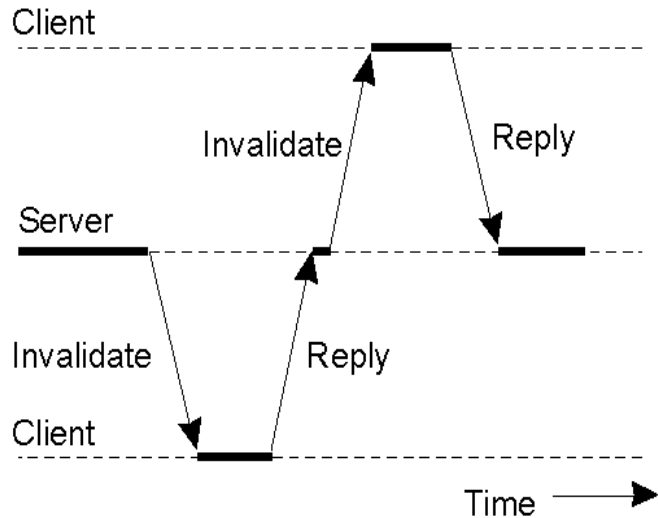 Client
Invalidate
Reply
Server
Invalidate
Reply
Client
Time